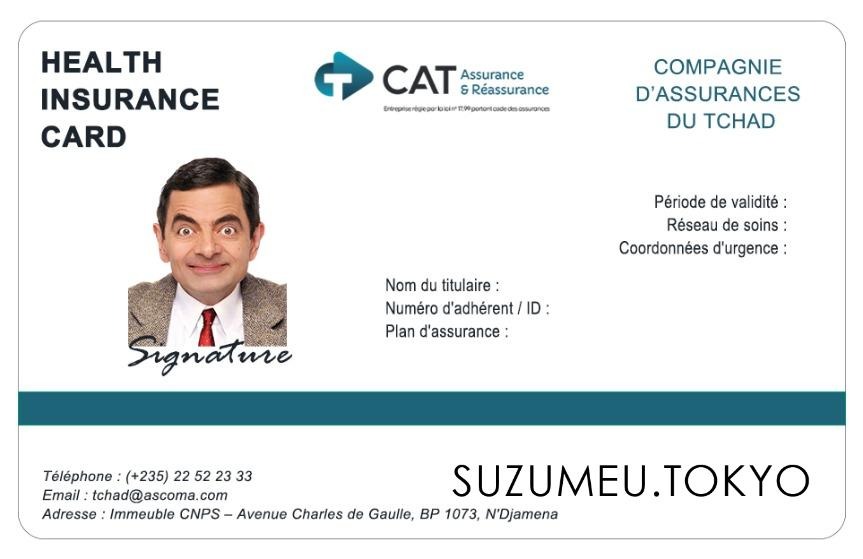 HEALTH
INSURANCE
CARD
CAT Assurance
& Réassurance
Entreprise régie par la loi n° 17.99 portant code des assurances
COMPAGNIE
D'ASSURANCES
DU TCHAD
Période de validité :
Réseau de soins :
Coordonnées d'urgence :
Nom du titulaire :
Numéro d'adhérent / ID :
Plan d'assurance :
Signature
Téléphone : (+235) 22 52 23 33
Email : tchad@ascoma.com
Adresse : Immeuble CNPS – Avenue Charles de Gaulle, BP 1073, N'Djamena
SUZUMEU.TOKYO